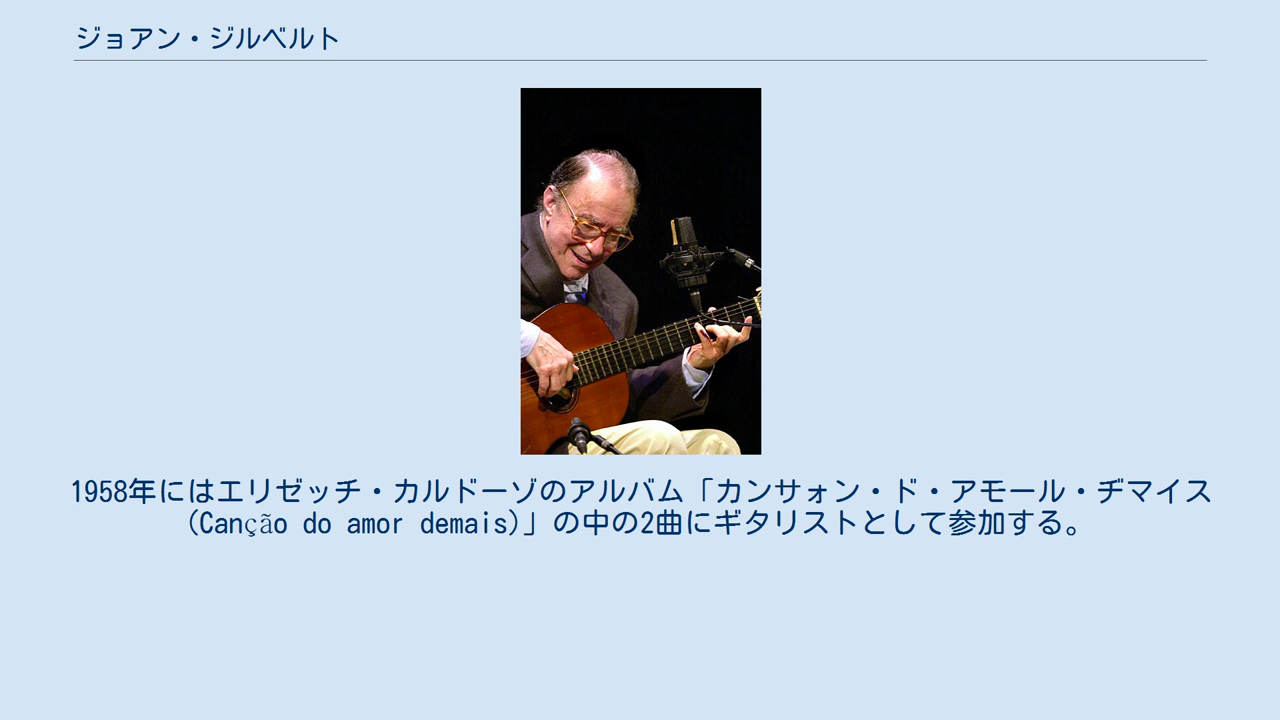 ジョアン・ジルベルト
1958年にはエリゼッチ・カルドーゾのアルバム「カンサォン・ド・アモール・ヂマイス
(Canção do amor demais)」の中の2曲にギタリストとして参加する。